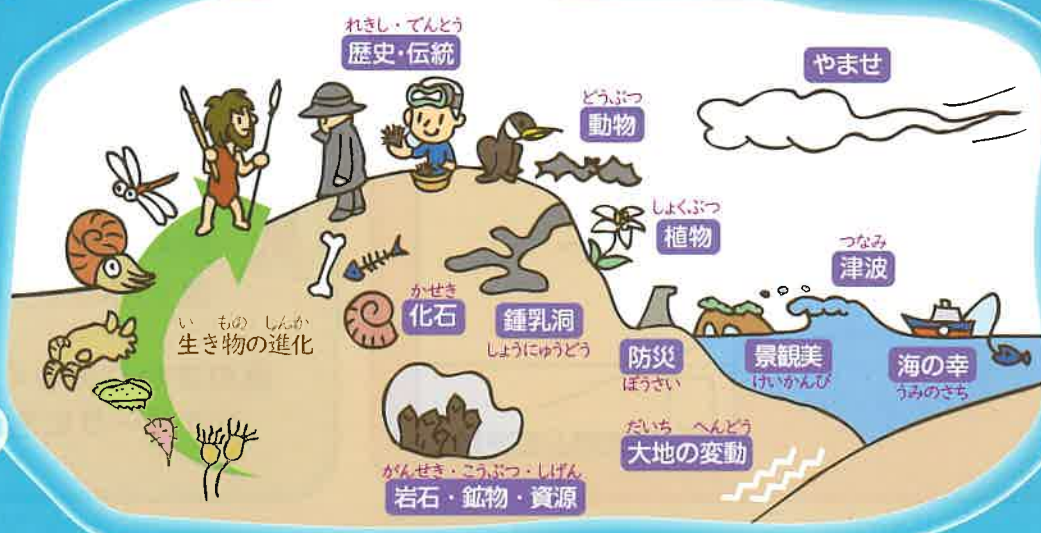 れきし・でんとう
歴史・伝統
やませ
どうぶつ
動物
しょくぶつ
植物
つなみ
津波
い もの しんか
生き物の進化
かせき
化石
鍾乳洞
しょうにゅうどう
防災
ぼうさい
景観美
けいかんび
海の幸
うみのさち
だいち へんどう
大地の変動
がんせき・こうぶつ・しげん
岩石・鉱物・資源